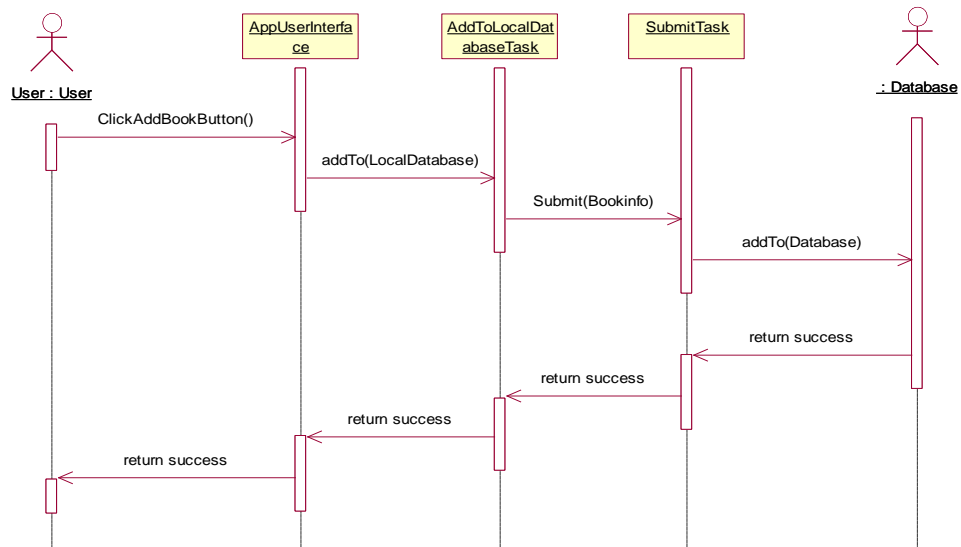 AppUserInterfa
ce
AddToLocalDat
abaseTask
SubmitTask
User : User
: Database
ClickAddBookButton()
addTo(LocalDatabase)
Submit(Bookinfo)
addTo(Database)
return success
return success
return success
return success